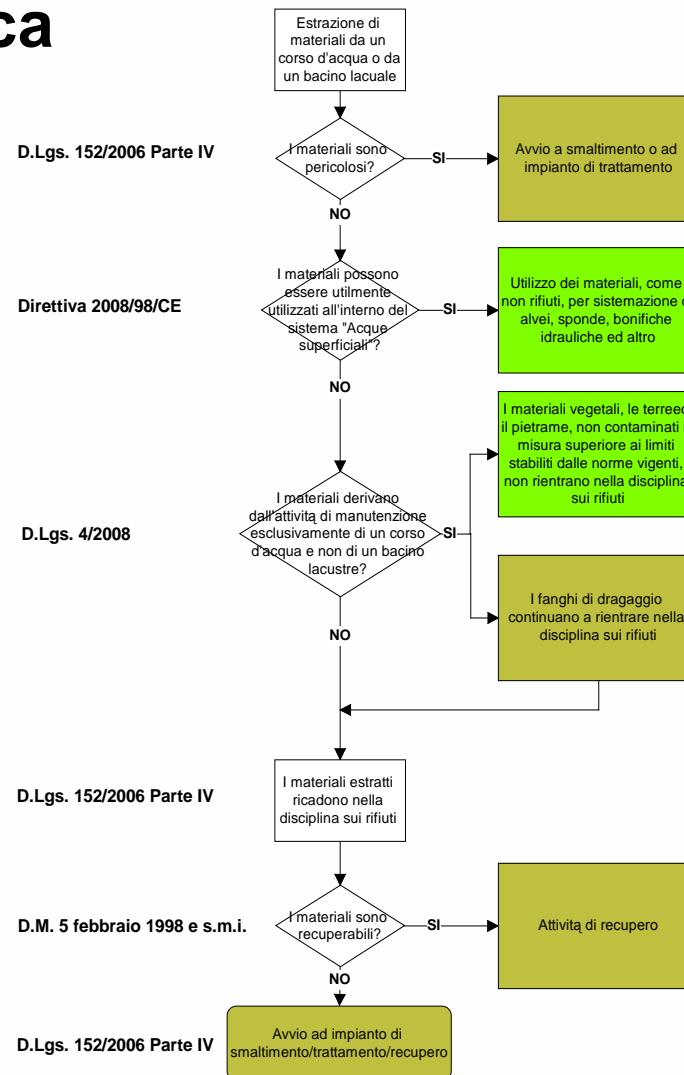 ca
Estrazione di
materiali da un
corso d'acqua o da
un bacino lacuale
D.Lgs. 152/2006 Parte IV
I materiali sono
pericolosi?
SI
Avvio a smaltimento o ad
impianto di trattamento
NO
Direttiva 2008/98/CE
I materiali possono
essere utilmente
utilizzati all'interno del
sistema "Acque
superficiali"?
SI
Utilizzo dei materiali, come
non rifiuti, per sistemazione
alvei, sponde, bonifiche
idrauliche ed altro
NO
I materiali vegetali, le terre
il pietrame, non contaminati
misura superiore ai limiti
stabiliti dalle norme vigenti,
non rientrano nella disciplina
sui rifiuti
D.Lgs. 4/2008
I materiali derivano
dall'attivitą di manutenzione
esclusivamente di un corso
d'acqua e non di un bacino
lacustre?
SI
I fanghi di dragaggio
continuano a rientrare nella
disciplina sui rifiuti
NO
D.Lgs. 152/2006 Parte IV
I materiali estratti
ricadono nella
disciplina sui rifiuti
D.M. 5 febbraio 1998 e s.m.i.
I materiali sono
recuperabili?
SI
Attivitą di recupero
NO
D.Lgs. 152/2006 Parte IV
Avvio ad impianto di
smaltimento/trattamento/recupero